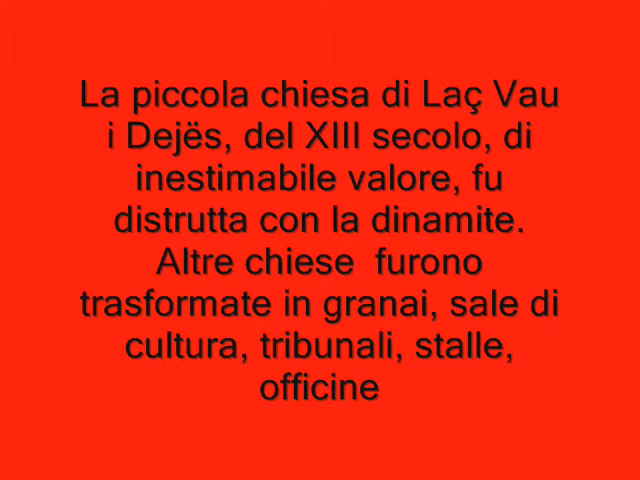 La piccola chiesa di Laç Vau
i Dejës, del XIII secolo, di
inestimabile valore, fu
distrutta con la dinamite.
Altre chiese  furono
trasformate in granai, sale di
cultura, tribunali, stalle,
officine